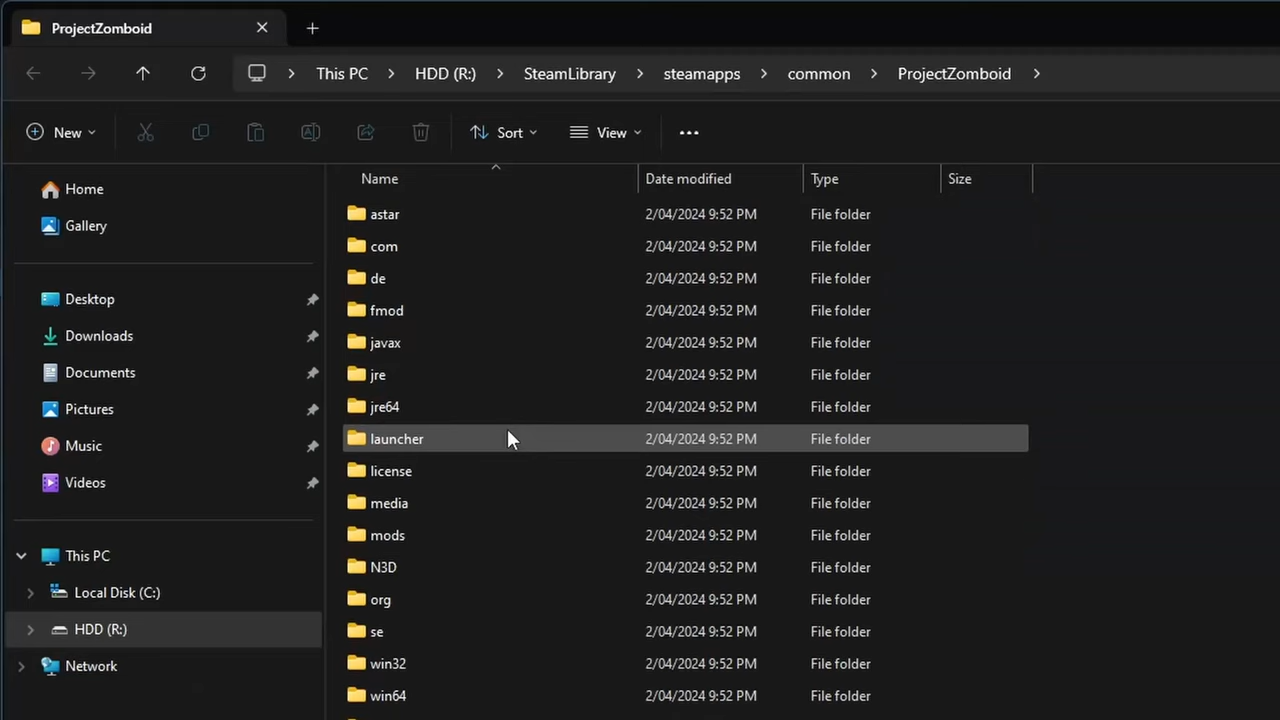 ProjectZomboid
This PC HDD (R:) SteamLibrary steamapps common ProjectZomboid
New Sort View
Name Date modified Type Size
Home
Gallery
Desktop
Downloads
Documents
Pictures
Music
Videos
This PC
Local Disk (C:)
HDD (R:)
Network
astar 2/04/2024 9:52 PM File folder
com 2/04/2024 9:52 PM File folder
de 2/04/2024 9:52 PM File folder
fmod 2/04/2024 9:52 PM File folder
javax 2/04/2024 9:52 PM File folder
jre 2/04/2024 9:52 PM File folder
jre64 2/04/2024 9:52 PM File folder
launcher 2/04/2024 9:52 PM File folder
license 2/04/2024 9:52 PM File folder
media 2/04/2024 9:52 PM File folder
mods 2/04/2024 9:52 PM File folder
N3D 2/04/2024 9:52 PM File folder
org 2/04/2024 9:52 PM File folder
se 2/04/2024 9:52 PM File folder
win32 2/04/2024 9:52 PM File folder
win64 2/04/2024 9:52 PM File folder